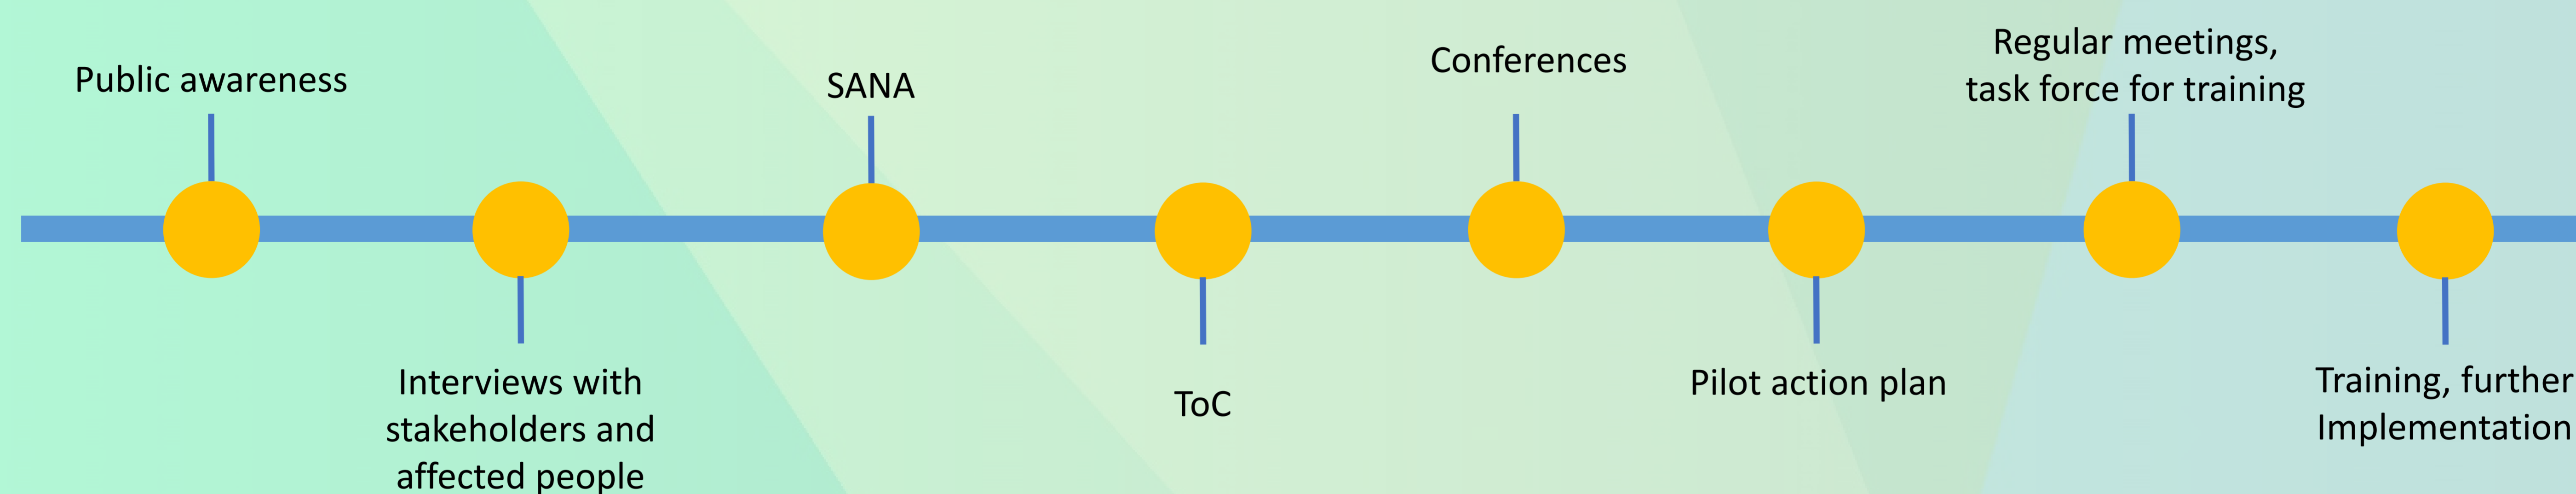 Public awareness
Interviews with
stakeholders and
affected people
SANA
ToC
Conferences
Pilot action plan
Regular meetings,
task force for training
Training, further
Implementation